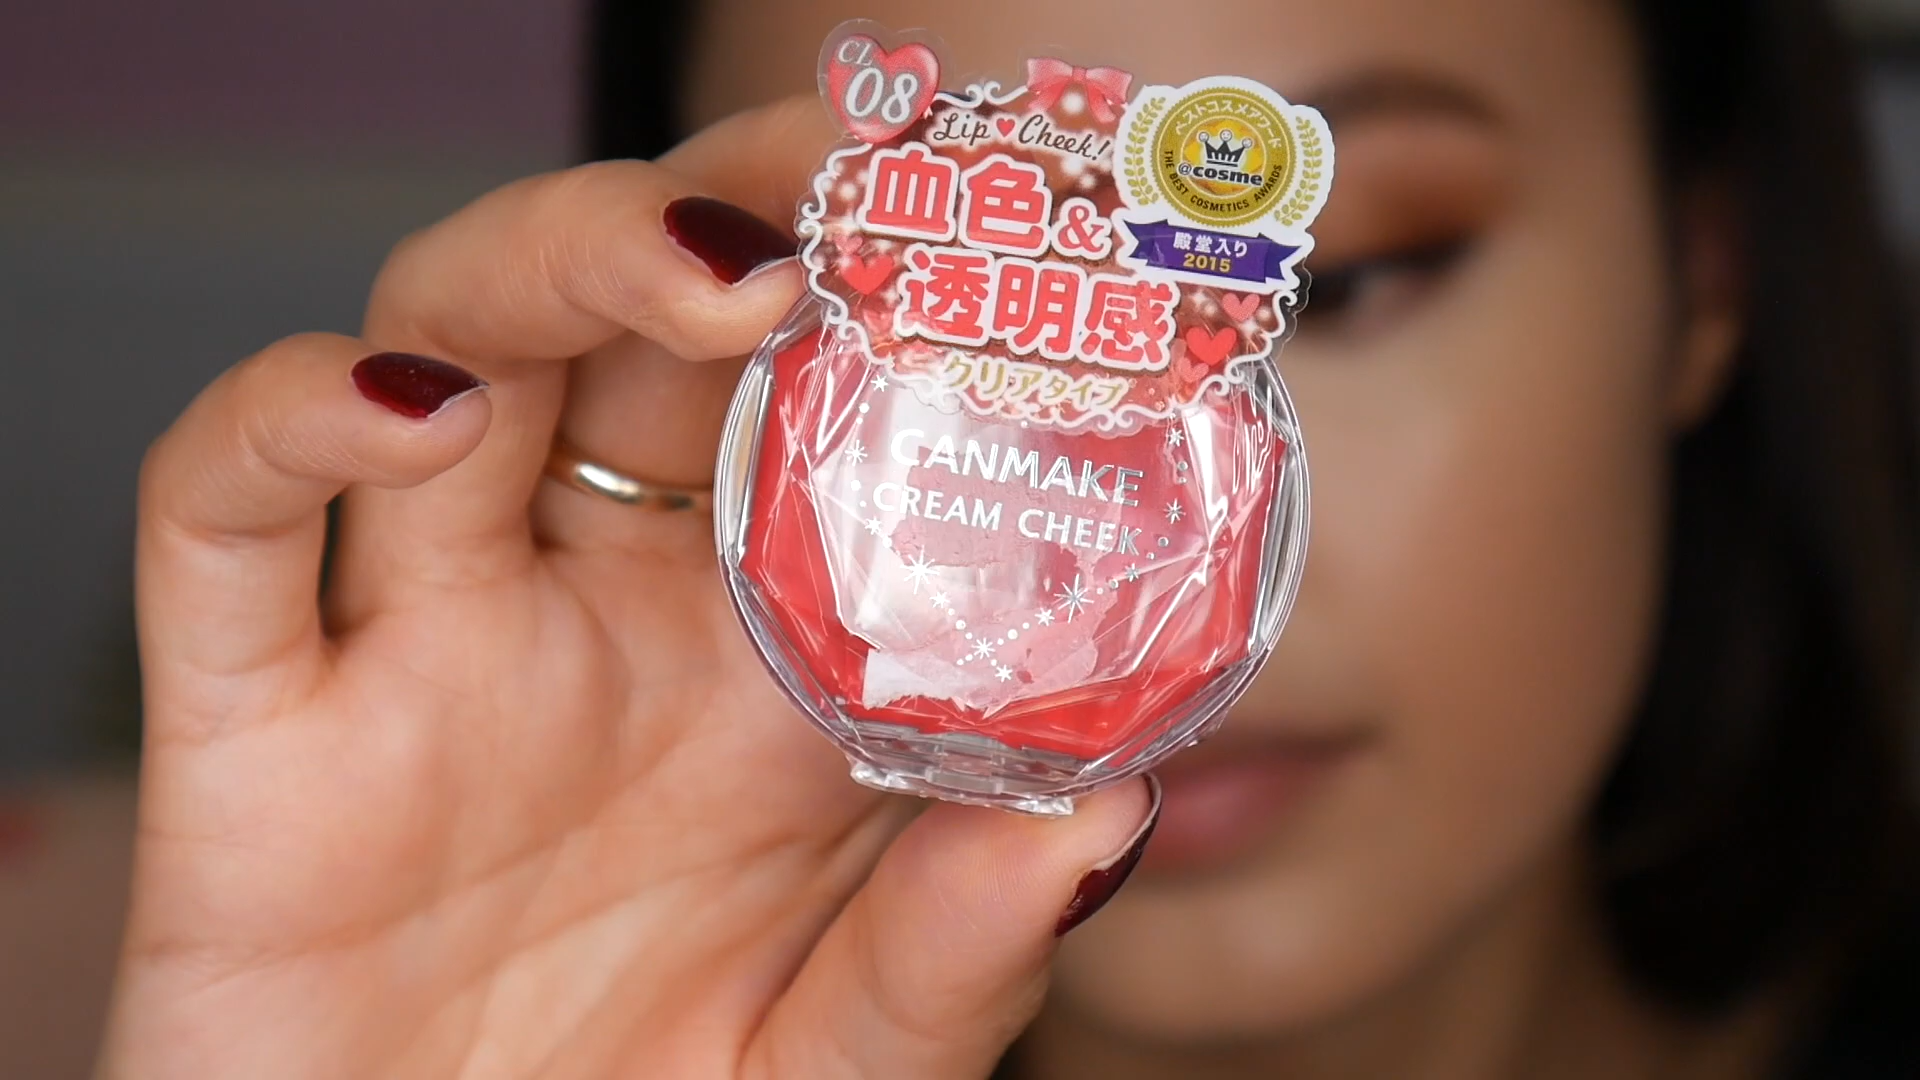 CL
08
Lip♥Cheek!
血色&
透明感
クリアタイプ
ベストコスメアワード
@cosme
THE BEST COSMETICS AWARDS
殿堂入り
2015
CANMAKE
CREAM CHEEK